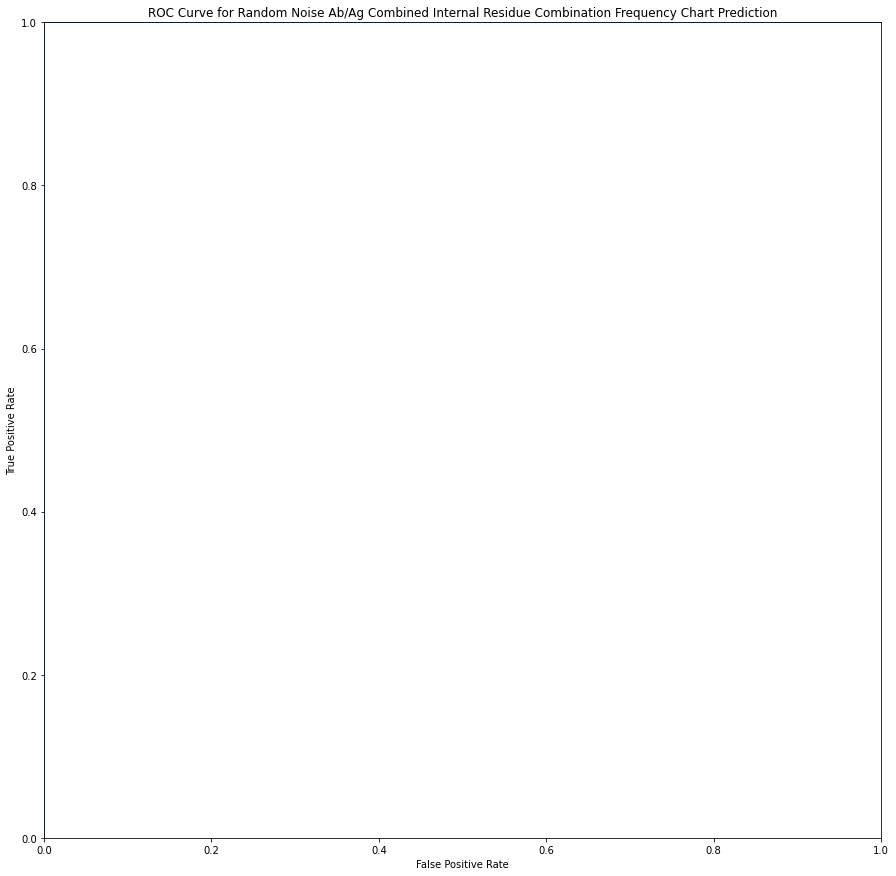 ROC Curve for Random Noise Ab/Ag Combined Internal Residue Combination Frequency Chart Prediction
1.0
0.8
0.6
True Positive Rate
0.4
0.2
0.0
0.0 0.2 0.4 0.6 0.8 1.0
False Positive Rate